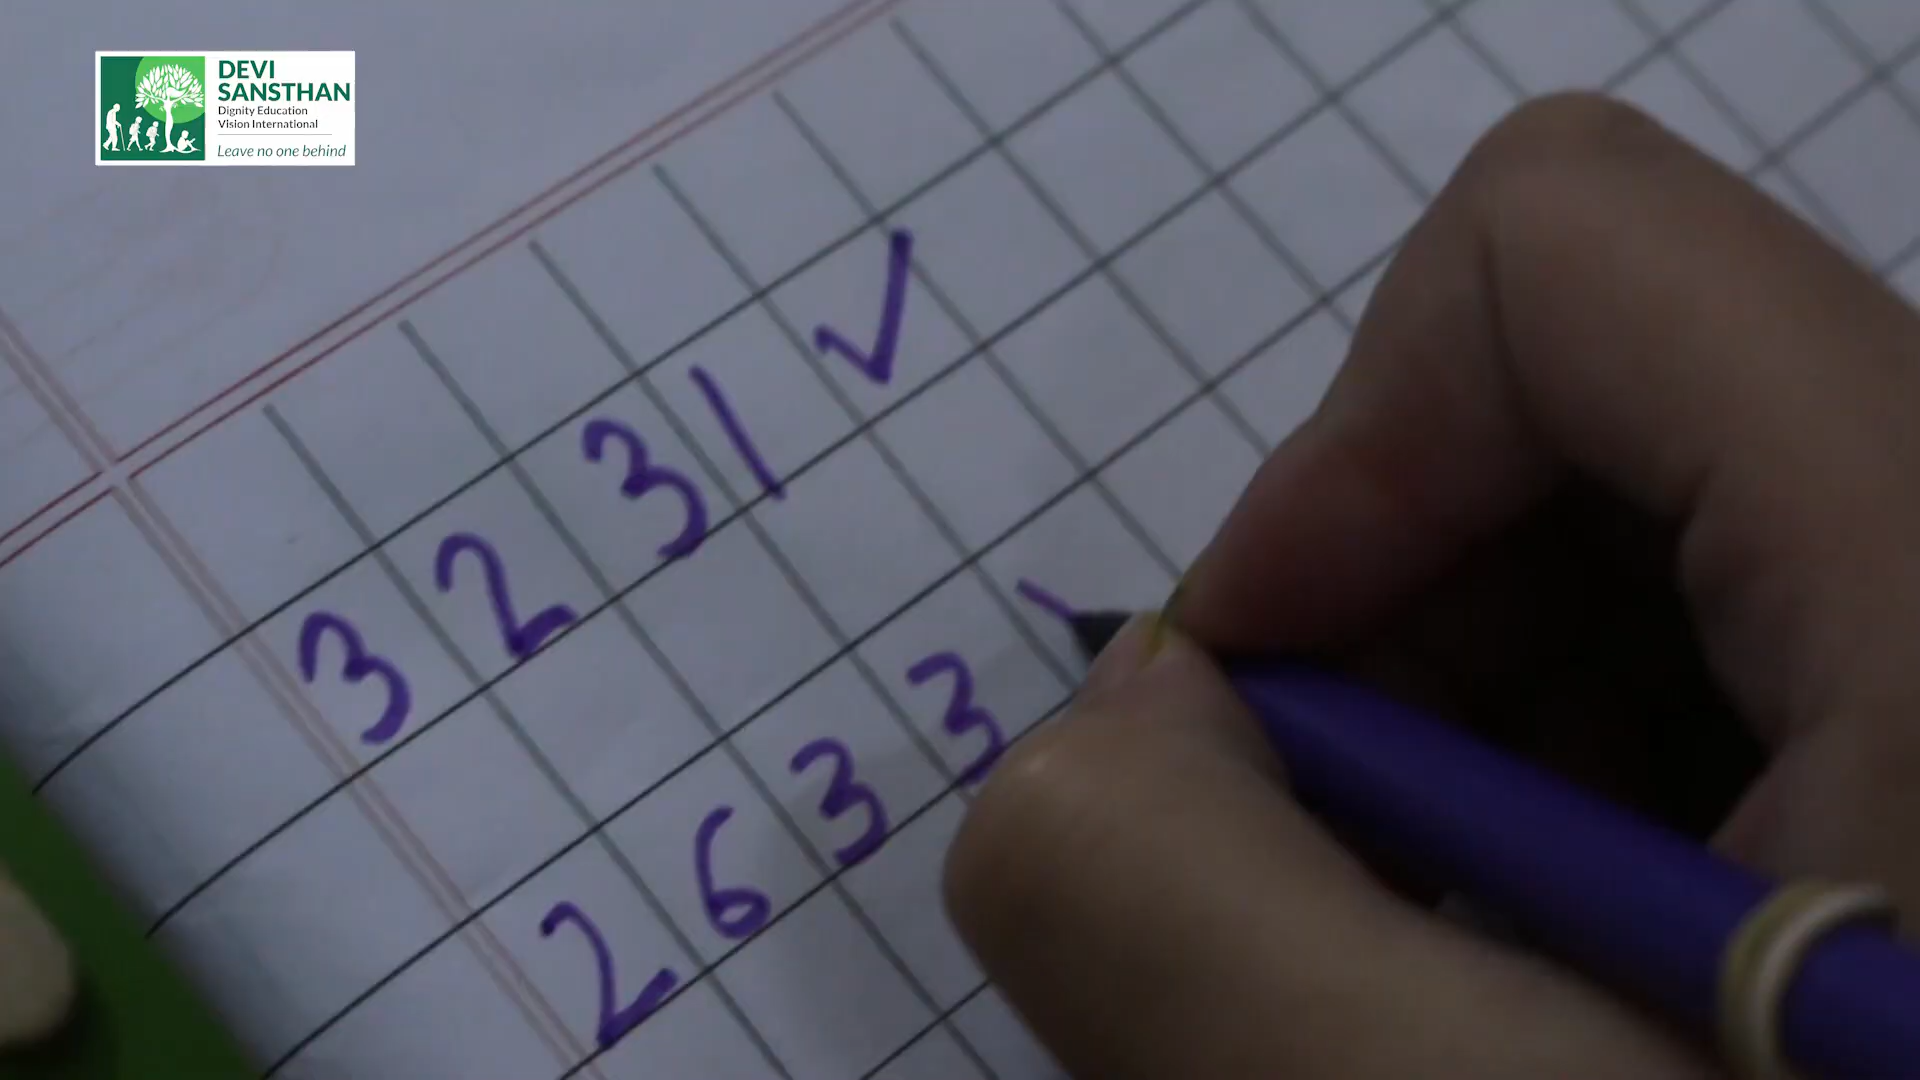 DEVI
SANSTHAN
Dignity Education
Vision International
Leave no one behind
3231 ✓
2633